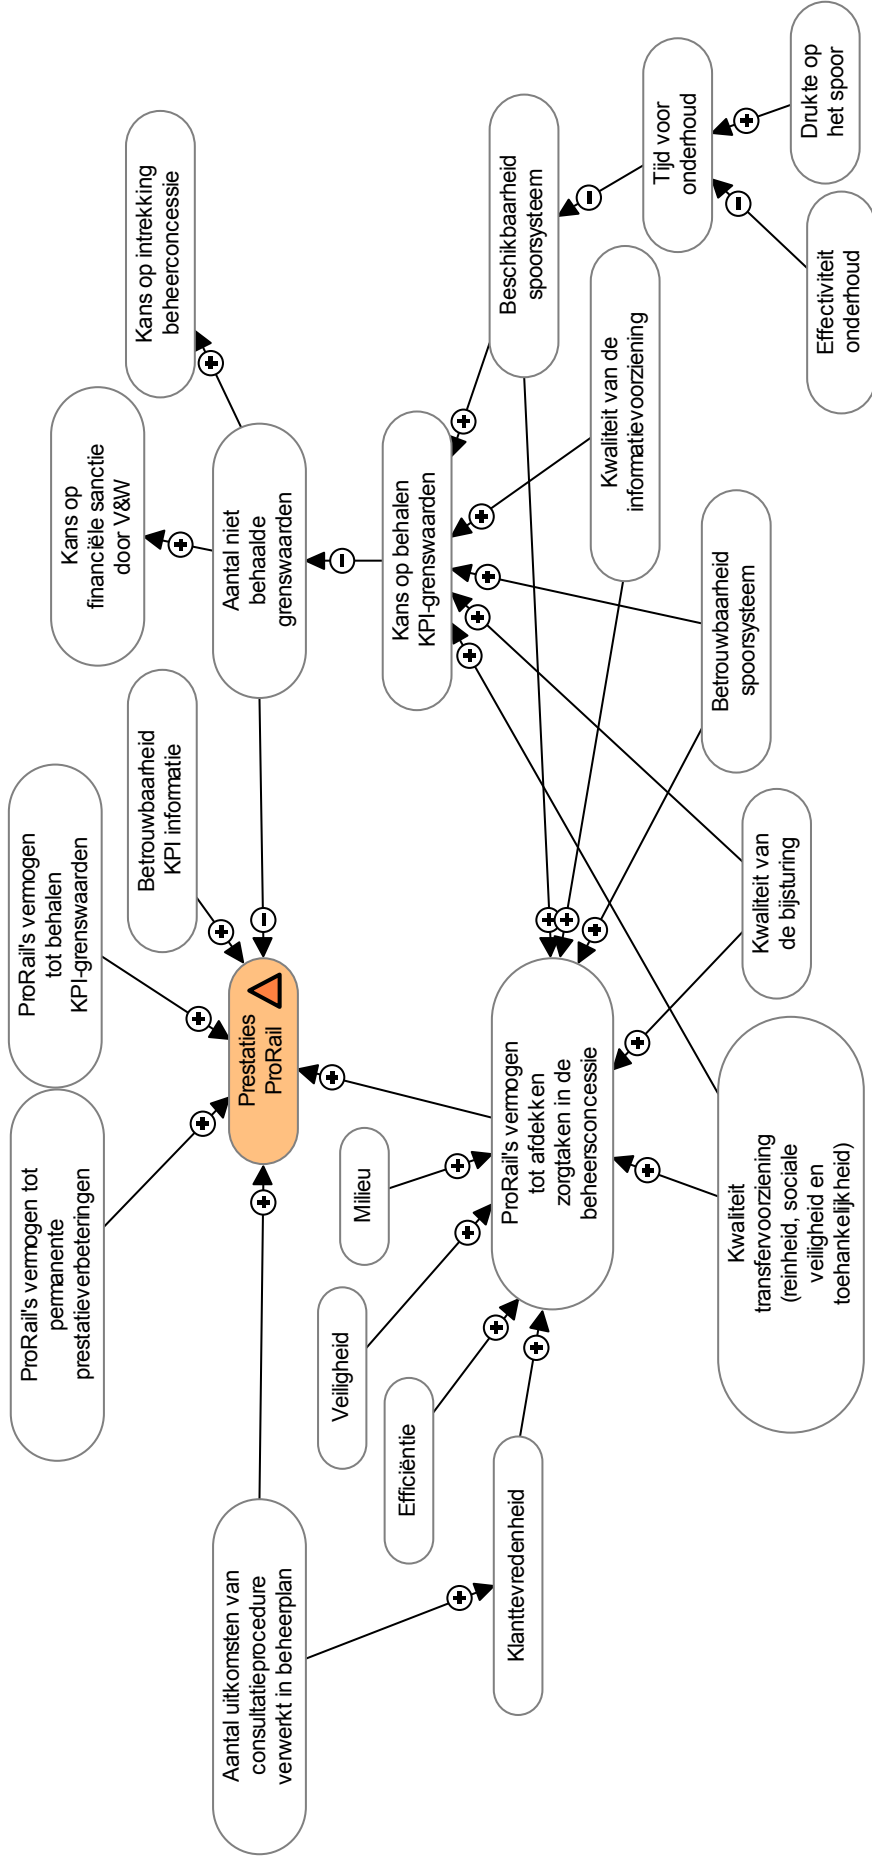 Aantal uitkomsten van
consultatieprocedure
verwerkt in beheerplan
ProRail's vermogen tot
permanente
prestatieverbeteringen
ProRail's vermogen
tot behalen
KPI-grenswaarden
Betrouwbaarheid
KPI informatie
Kans op
financiële sanctie
door V&W
Kans op intrekking
beheerconcessie
Prestaties
ProRail
Aantal niet
behaalde
grenswaarden
Milieu
Veiligheid
Efficiëntie
Klanttevredenheid
ProRail's vermogen
tot afdekken
zorgtaken in de
beheersconcessie
Kans op behalen
KPI-grenswaarden
Beschikbaarheid
spoorsysteem
Kwaliteit van de
informatievoorziening
Tijd voor
onderhoud
Drukte op
het spoor
Effectiviteit
onderhoud
Betrouwbaarheid
spoorsysteem
Kwaliteit van
de bijsturing
Kwaliteit
transfervoorziening
(reinheid, sociale
veiligheid en
toehankelijkheid)